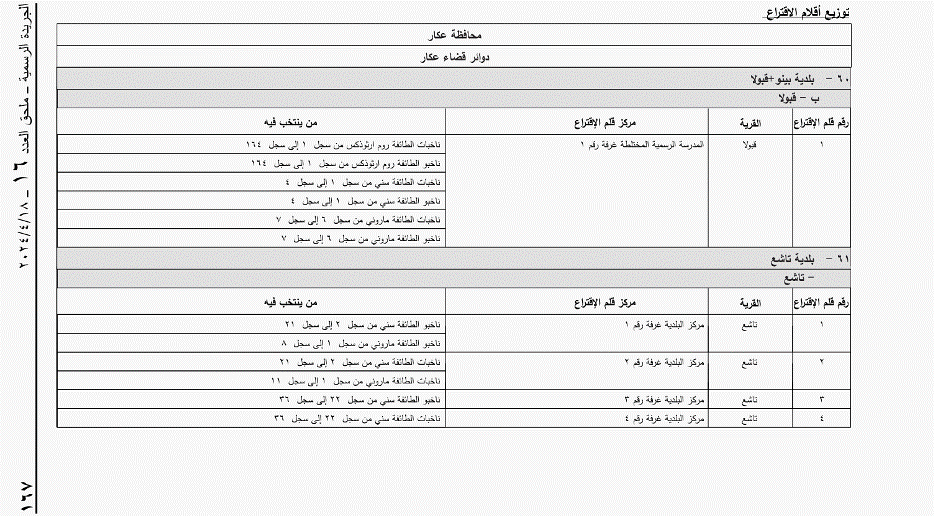 الجريدة الرسمية - ملحق العدد ١٦ - ٢٠٢٤/٤/١٨
توزيع أقلام الاقتراع
محافظة عكار
دوائر قضاء عكار
٦٠ - بلدية بينو+قبولا
ب - قبولا
رقم قلم الإقتراع القرية مركز قلم الإقتراع من ينتخب فيه
١ قبولا المدرسة الرسمية المختلطة غرفة رقم ١ ناخبات الطائفة روم ارثوذكس من سجل ١ إلى سجل ١٦٤
ناخبو الطائفة روم ارثوذكس من سجل ١ إلى سجل ١٦٤
ناخبات الطائفة سني من سجل ١ إلى سجل ٤
ناخبو الطائفة سني من سجل ١ إلى سجل ٤
ناخبات الطائفة ماروني من سجل ٦ إلى سجل ٧
ناخبو الطائفة ماروني من سجل ٦ إلى سجل ٧
٦١ - بلدية تاشع
- تاشع
رقم قلم الإقتراع القرية مركز قلم الإقتراع من ينتخب فيه
١ تاشع مركز البلدية غرفة رقم ١ ناخبو الطائفة سني من سجل ٢ إلى سجل ٢١
ناخبو الطائفة ماروني من سجل ١ إلى سجل ٨
٢ تاشع مركز البلدية غرفة رقم ٢ ناخبات الطائفة سني من سجل ٢ إلى سجل ٢١
ناخبات الطائفة ماروني من سجل ١ إلى سجل ١١
٣ تاشع مركز البلدية غرفة رقم ٣ ناخبو الطائفة سني من سجل ٢٢ إلى سجل ٣٦
٤ تاشع مركز البلدية غرفة رقم ٤ ناخبات الطائفة سني من سجل ٢٢ إلى سجل ٣٦
١٦٧